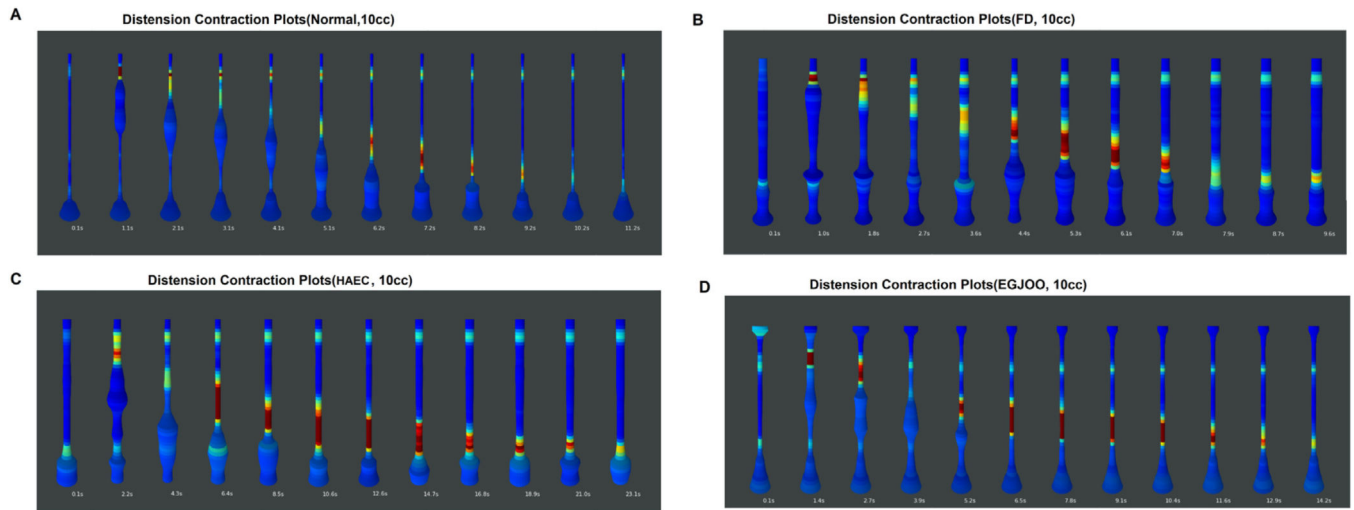 A
Distension Contraction Plots(Normal,10cc)
0.1s 1.1s 2.1s 3.1s 4.1s 5.1s 6.2s 7.2s 8.2s 9.2s 10.2s 11.2s
B
Distension Contraction Plots(FD, 10cc)
0.1s 1.0s 1.8s 2.7s 3.6s 4.4s 5.3s 6.1s 7.0s 7.9s 8.7s 9.6s
C
Distension Contraction Plots(HAEC, 10cc)
0.1s 2.2s 4.3s 6.4s 8.5s 10.6s 12.6s 14.7s 16.8s 18.9s 21.0s 23.1s
D
Distension Contraction Plots(EGJOO, 10cc)
0.1s 1.4s 2.7s 3.9s 5.2s 6.5s 7.8s 9.1s 10.4s 11.6s 12.9s 14.2s